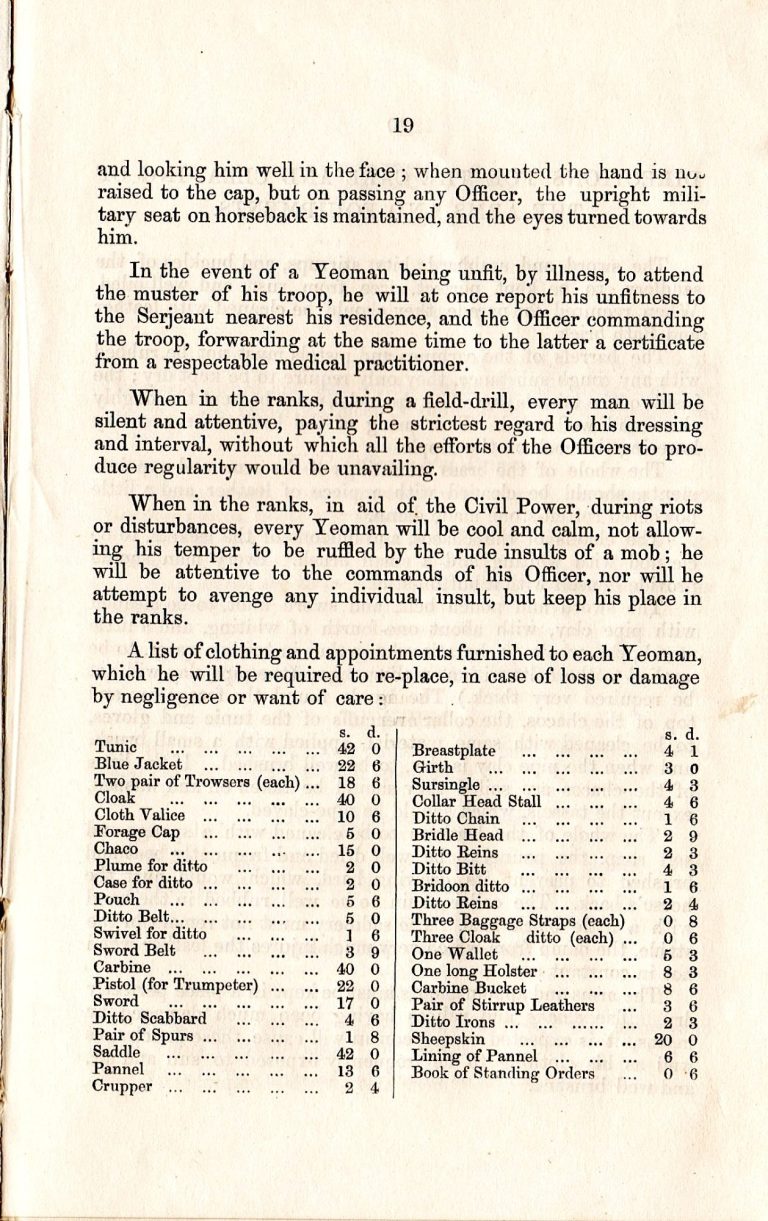 19
and looking him well in the face ; when mounted the hand is
raised to the cap, but on passing any Officer, the upright mili-
tary seat on horseback is maintained, and the eyes turned towards
him.
In the event of a Yeoman being unfit, by illness, to attend
the muster of his troop, he will at once report his unfitness to
the Serjeant nearest his residence, and the Officer commanding
the troop, forwarding at the same time to the latter a certificate
from a respectable medical practitioner.
When in the ranks, during a field-drill, every man will be
silent and attentive, paying the strictest regard to his dressing
and interval, without which all the efforts of the Officers to pro-
duce regularity would be unavailing.
When in the ranks, in aid of the Civil Power, during riots
or disturbances, every Yeoman will be cool and calm, not allow-
ing his temper to be ruffled by the rude insults of a mob ; he
will be attentive to the commands of his Officer, nor will he
attempt to avenge any individual insult, but keep his place in
the ranks.
A list of clothing and appointments furnished to each Yeoman,
which he will be required to re-place, in case of loss or damage
by negligence or want of care :
s. d.
Tunic ... ... ... ... ... 42 0
Blue Jacket ... ... ... ... 22 6
Two pair of Trowsers (each) ... 18 6
Cloak ... ... ... ... ... 40 0
Cloth Valice ... ... ... ... 10 6
Forage Cap ... ... ... ... 5 0
Chaco ... ... ... ... ... 15 0
Plume for ditto ... ... ... 2 0
Case for ditto ... ... ... ... 2 0
Pouch ... ... ... ... ... 5 6
Ditto Belt... ... ... ... ... 5 0
Swivel for ditto ... ... ... 1 6
Sword Belt ... ... ... ... 3 9
Carbine ... ... ... ... ... 40 0
Pistol (for Trumpeter) ... ... 22 0
Sword ... ... ... ... ... 17 0
Ditto Scabbard ... ... ... 4 6
Pair of Spurs ... ... ... ... 1 8
Saddle ... ... ... ... ... 42 0
Pannel ... ... ... ... ... 13 6
Crupper ... ... ... ... ... 2 4
s. d.
Breastplate ... ... ... ... 4 1
Girth ... ... ... ... ... 3 0
Sursingle ... ... ... ... ... 4 3
Collar Head Stall ... ... ... 4 6
Ditto Chain ... ... ... ... 1 6
Bridle Head ... ... ... ... 2 9
Ditto Reins ... ... ... ... 2 3
Ditto Bitt ... ... ... ... 4 3
Bridoon ditto ... ... ... ... 1 6
Ditto Reins ... ... ... ... 2 4
Three Baggage Straps (each) 0 8
Three Cloak ditto (each) ... 0 6
One Wallet ... ... ... ... 5 3
One long Holster ... ... ... 8 3
Carbine Bucket ... ... ... 8 6
Pair of Stirrup Leathers ... 3 6
Ditto Irons ... ... ... ... 2 3
Sheepskin ... ... ... ... 20 0
Lining of Pannel ... ... ... 6 6
Book of Standing Orders ... 0 6